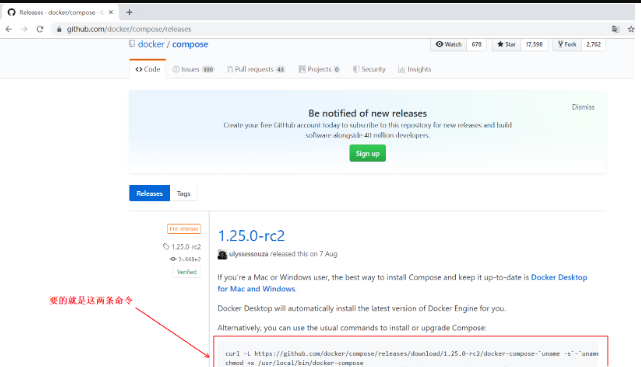 Releases · docker/compose · G
github.com/docker/compose/releases
docker / compose
Watch 678 Star 17,598 Fork 2,762
Code Issues 300 Pull requests 43 Projects 0 Security Insights
Be notified of new releases
Dismiss
Create your free GitHub account today to subscribe to this repository for new releases and build
software alongside 40 million developers.
Sign up
Releases Tags
Pre-release
1.25.0-rc2
1.25.0-rc2
ulyssessouza released this on 7 Aug
Verified
If you're a Mac or Windows user, the best way to install Compose and keep it up-to-date is Docker Desktop
for Mac and Windows.
要的就是这两条命令
Docker Desktop will automatically install the latest version of Docker Engine for you.
Alternatively, you can use the usual commands to install or upgrade Compose:
curl -L https://github.com/docker/compose/releases/download/1.25.0-rc2/docker-compose-`uname -s`-`uname
chmod +x /usr/local/bin/docker-compose